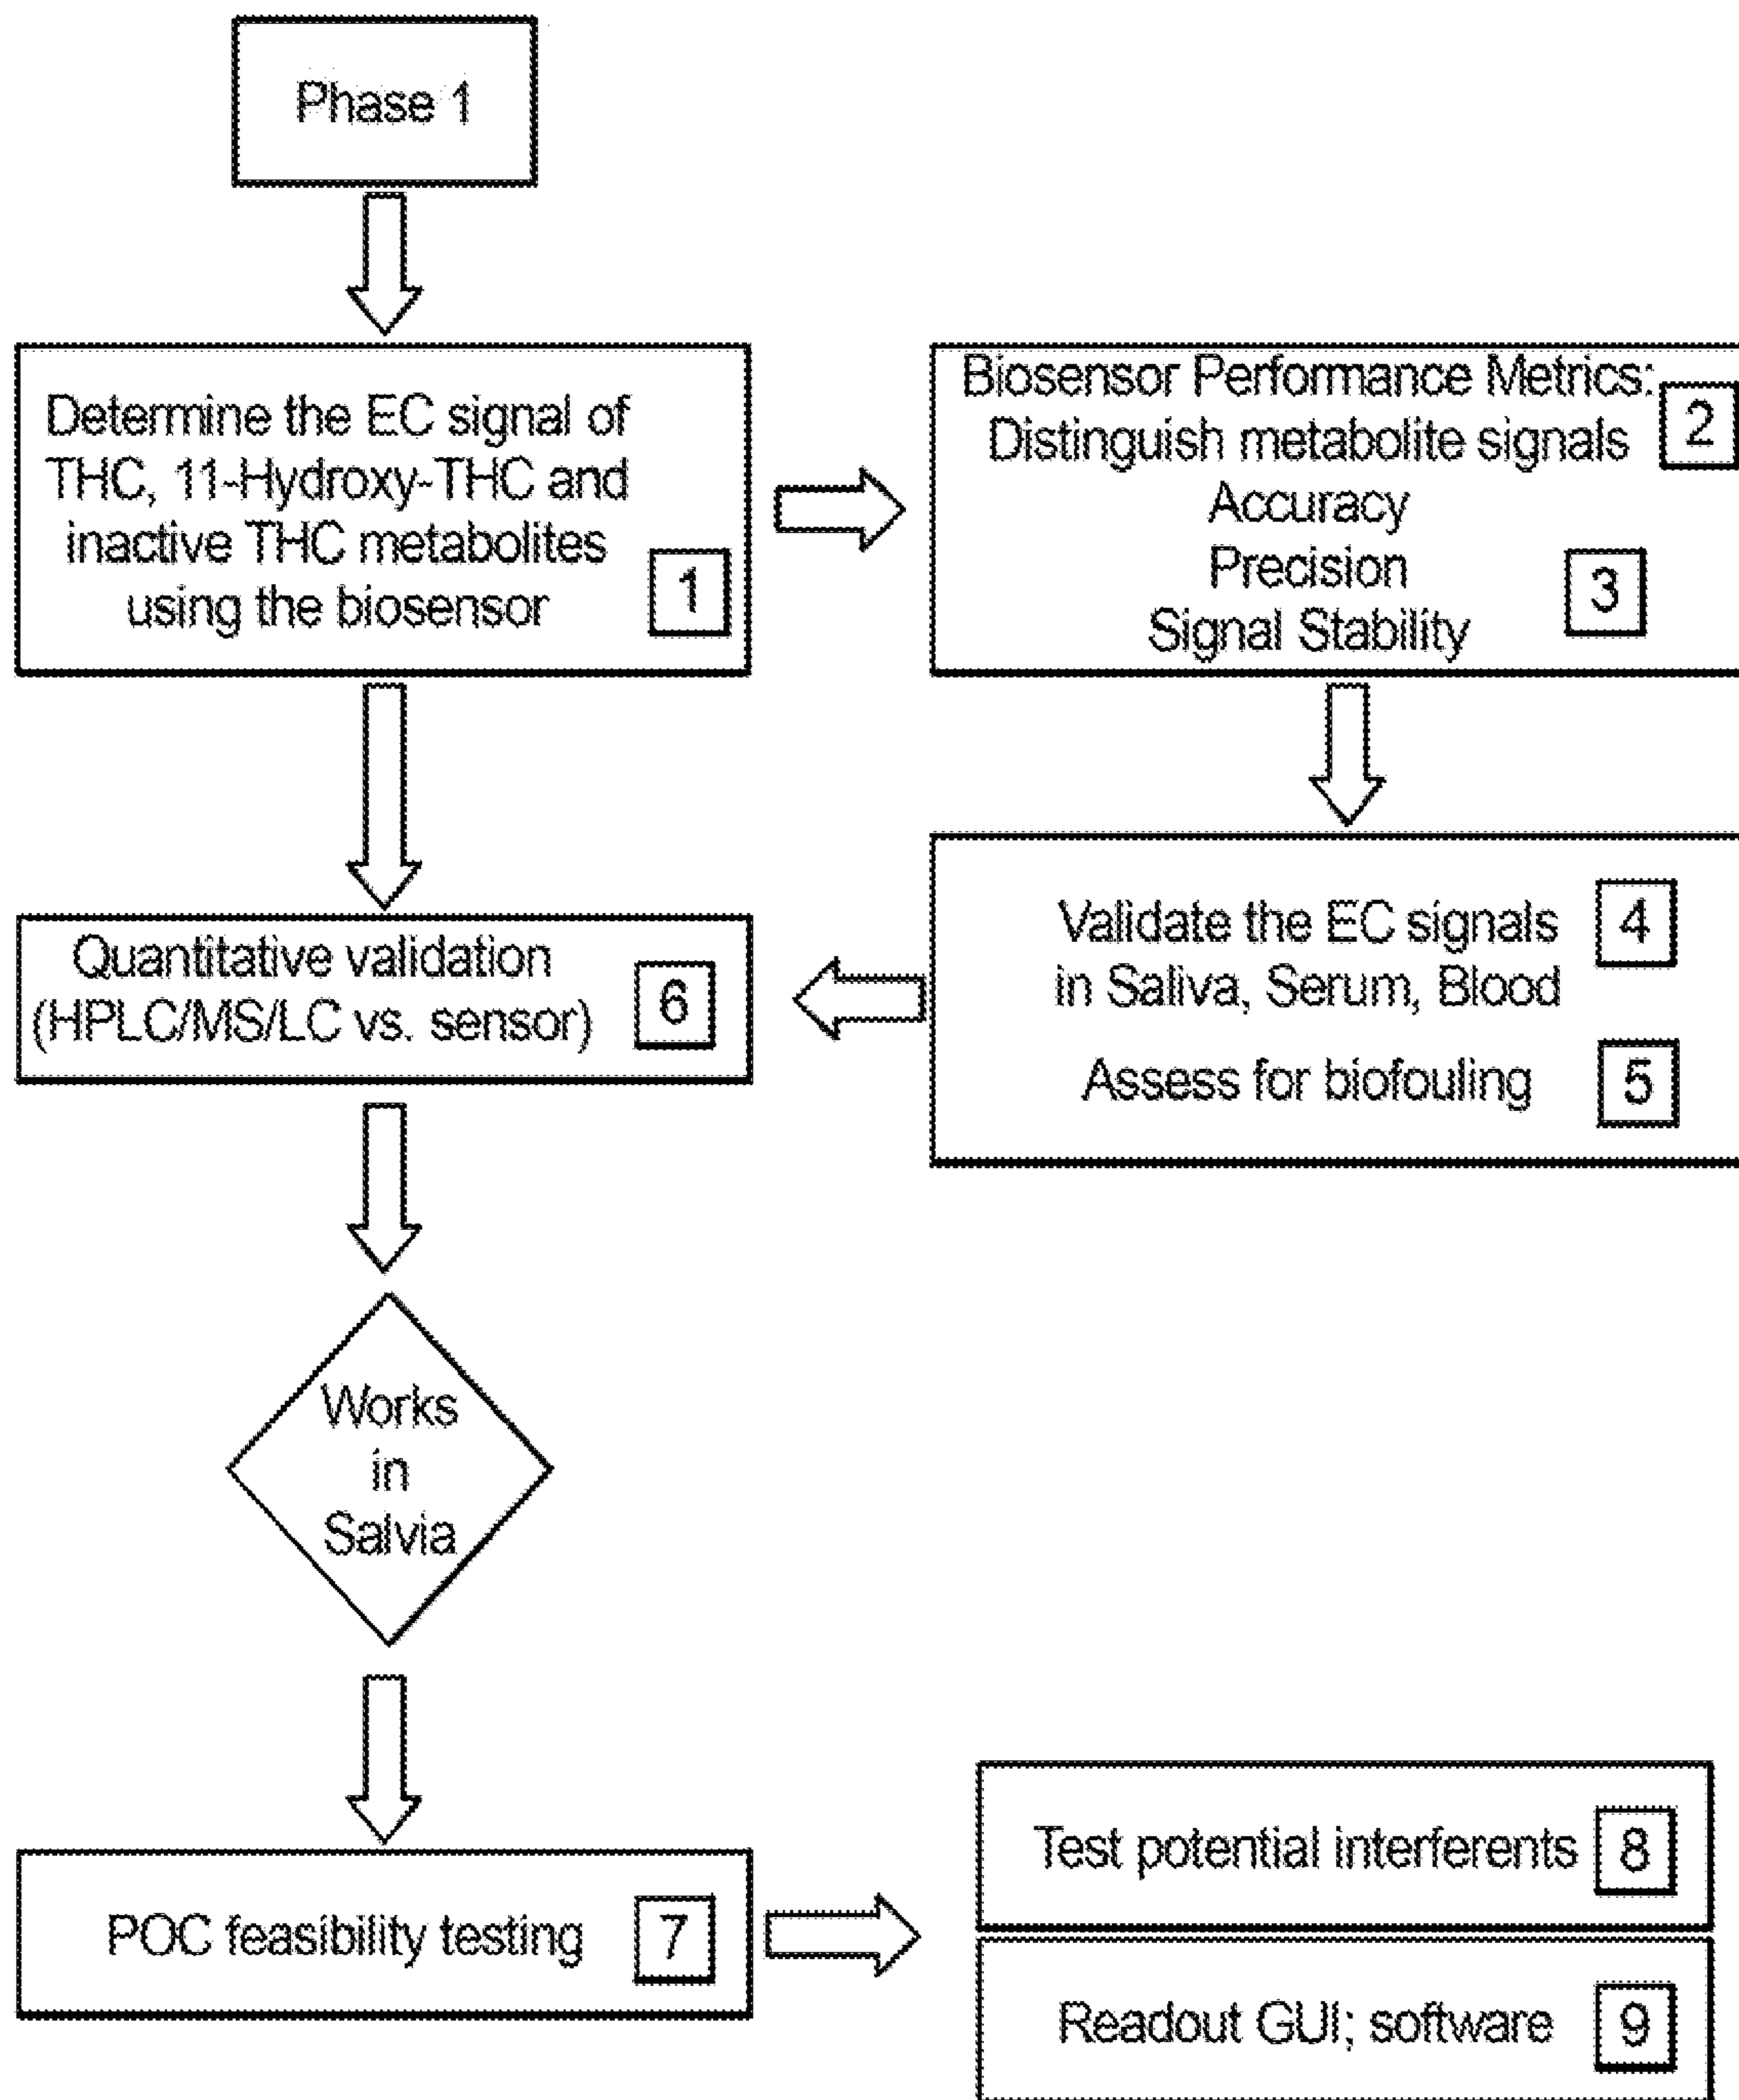 Phase 1
Determine the EC signal of
THC, 11-Hydroxy-THC and
inactive THC metabolites
using the biosensor
1
Biosensor Performance Metrics:
Distinguish metabolite signals
2
Accuracy
Precision
3
Signal Stability
Validate the EC signals
in Saliva, Serum, Blood
4
Assess for biofouling
5
Quantitative validation
(HPLC/MS/LC vs. sensor)
6
Works
in
Salvia
POC feasibility testing
7
Test potential interferents
8
Readout GUI; software
9